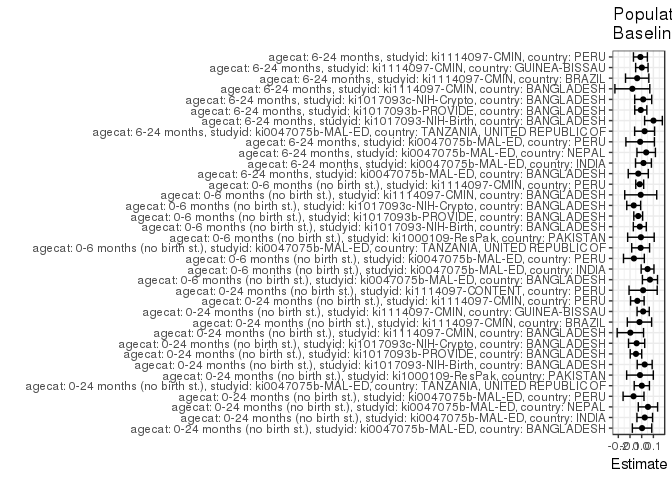 Populat
Baselin
agecat: 6-24 months, studyid: ki1114097-CMIN, country: PERU
agecat: 6-24 months, studyid: ki1114097-CMIN, country: GUINEA-BISSAU
agecat: 6-24 months, studyid: ki1114097-CMIN, country: BRAZIL
agecat: 6-24 months, studyid: ki1114097-CMIN, country: BANGLADESH
agecat: 6-24 months, studyid: ki1017093c-NIH-Crypto, country: BANGLADESH
agecat: 6-24 months, studyid: ki1017093b-PROVIDE, country: BANGLADESH
agecat: 6-24 months, studyid: ki1017093-NIH-Birth, country: BANGLADESH
agecat: 6-24 months, studyid: ki0047075b-MAL-ED, country: TANZANIA, UNITED REPUBLIC OF
agecat: 6-24 months, studyid: ki0047075b-MAL-ED, country: PERU
agecat: 6-24 months, studyid: ki0047075b-MAL-ED, country: NEPAL
agecat: 6-24 months, studyid: ki0047075b-MAL-ED, country: INDIA
agecat: 6-24 months, studyid: ki0047075b-MAL-ED, country: BANGLADESH
agecat: 0-6 months (no birth st.), studyid: ki1114097-CMIN, country: PERU
agecat: 0-6 months (no birth st.), studyid: ki1114097-CMIN, country: BANGLADESH
agecat: 0-6 months (no birth st.), studyid: ki1017093c-NIH-Crypto, country: BANGLADESH
agecat: 0-6 months (no birth st.), studyid: ki1017093b-PROVIDE, country: BANGLADESH
agecat: 0-6 months (no birth st.), studyid: ki1017093-NIH-Birth, country: BANGLADESH
agecat: 0-6 months (no birth st.), studyid: ki1000109-ResPak, country: PAKISTAN
agecat: 0-6 months (no birth st.), studyid: ki0047075b-MAL-ED, country: TANZANIA, UNITED REPUBLIC OF
agecat: 0-6 months (no birth st.), studyid: ki0047075b-MAL-ED, country: PERU
agecat: 0-6 months (no birth st.), studyid: ki0047075b-MAL-ED, country: INDIA
agecat: 0-6 months (no birth st.), studyid: ki0047075b-MAL-ED, country: BANGLADESH
agecat: 0-24 months (no birth st.), studyid: ki1114097-CONTENT, country: PERU
agecat: 0-24 months (no birth st.), studyid: ki1114097-CMIN, country: PERU
agecat: 0-24 months (no birth st.), studyid: ki1114097-CMIN, country: GUINEA-BISSAU
agecat: 0-24 months (no birth st.), studyid: ki1114097-CMIN, country: BRAZIL
agecat: 0-24 months (no birth st.), studyid: ki1114097-CMIN, country: BANGLADESH
agecat: 0-24 months (no birth st.), studyid: ki1017093c-NIH-Crypto, country: BANGLADESH
agecat: 0-24 months (no birth st.), studyid: ki1017093b-PROVIDE, country: BANGLADESH
agecat: 0-24 months (no birth st.), studyid: ki1017093-NIH-Birth, country: BANGLADESH
agecat: 0-24 months (no birth st.), studyid: ki1000109-ResPak, country: PAKISTAN
agecat: 0-24 months (no birth st.), studyid: ki0047075b-MAL-ED, country: TANZANIA, UNITED REPUBLIC OF
agecat: 0-24 months (no birth st.), studyid: ki0047075b-MAL-ED, country: PERU
agecat: 0-24 months (no birth st.), studyid: ki0047075b-MAL-ED, country: NEPAL
agecat: 0-24 months (no birth st.), studyid: ki0047075b-MAL-ED, country: INDIA
agecat: 0-24 months (no birth st.), studyid: ki0047075b-MAL-ED, country: BANGLADESH
Estimate